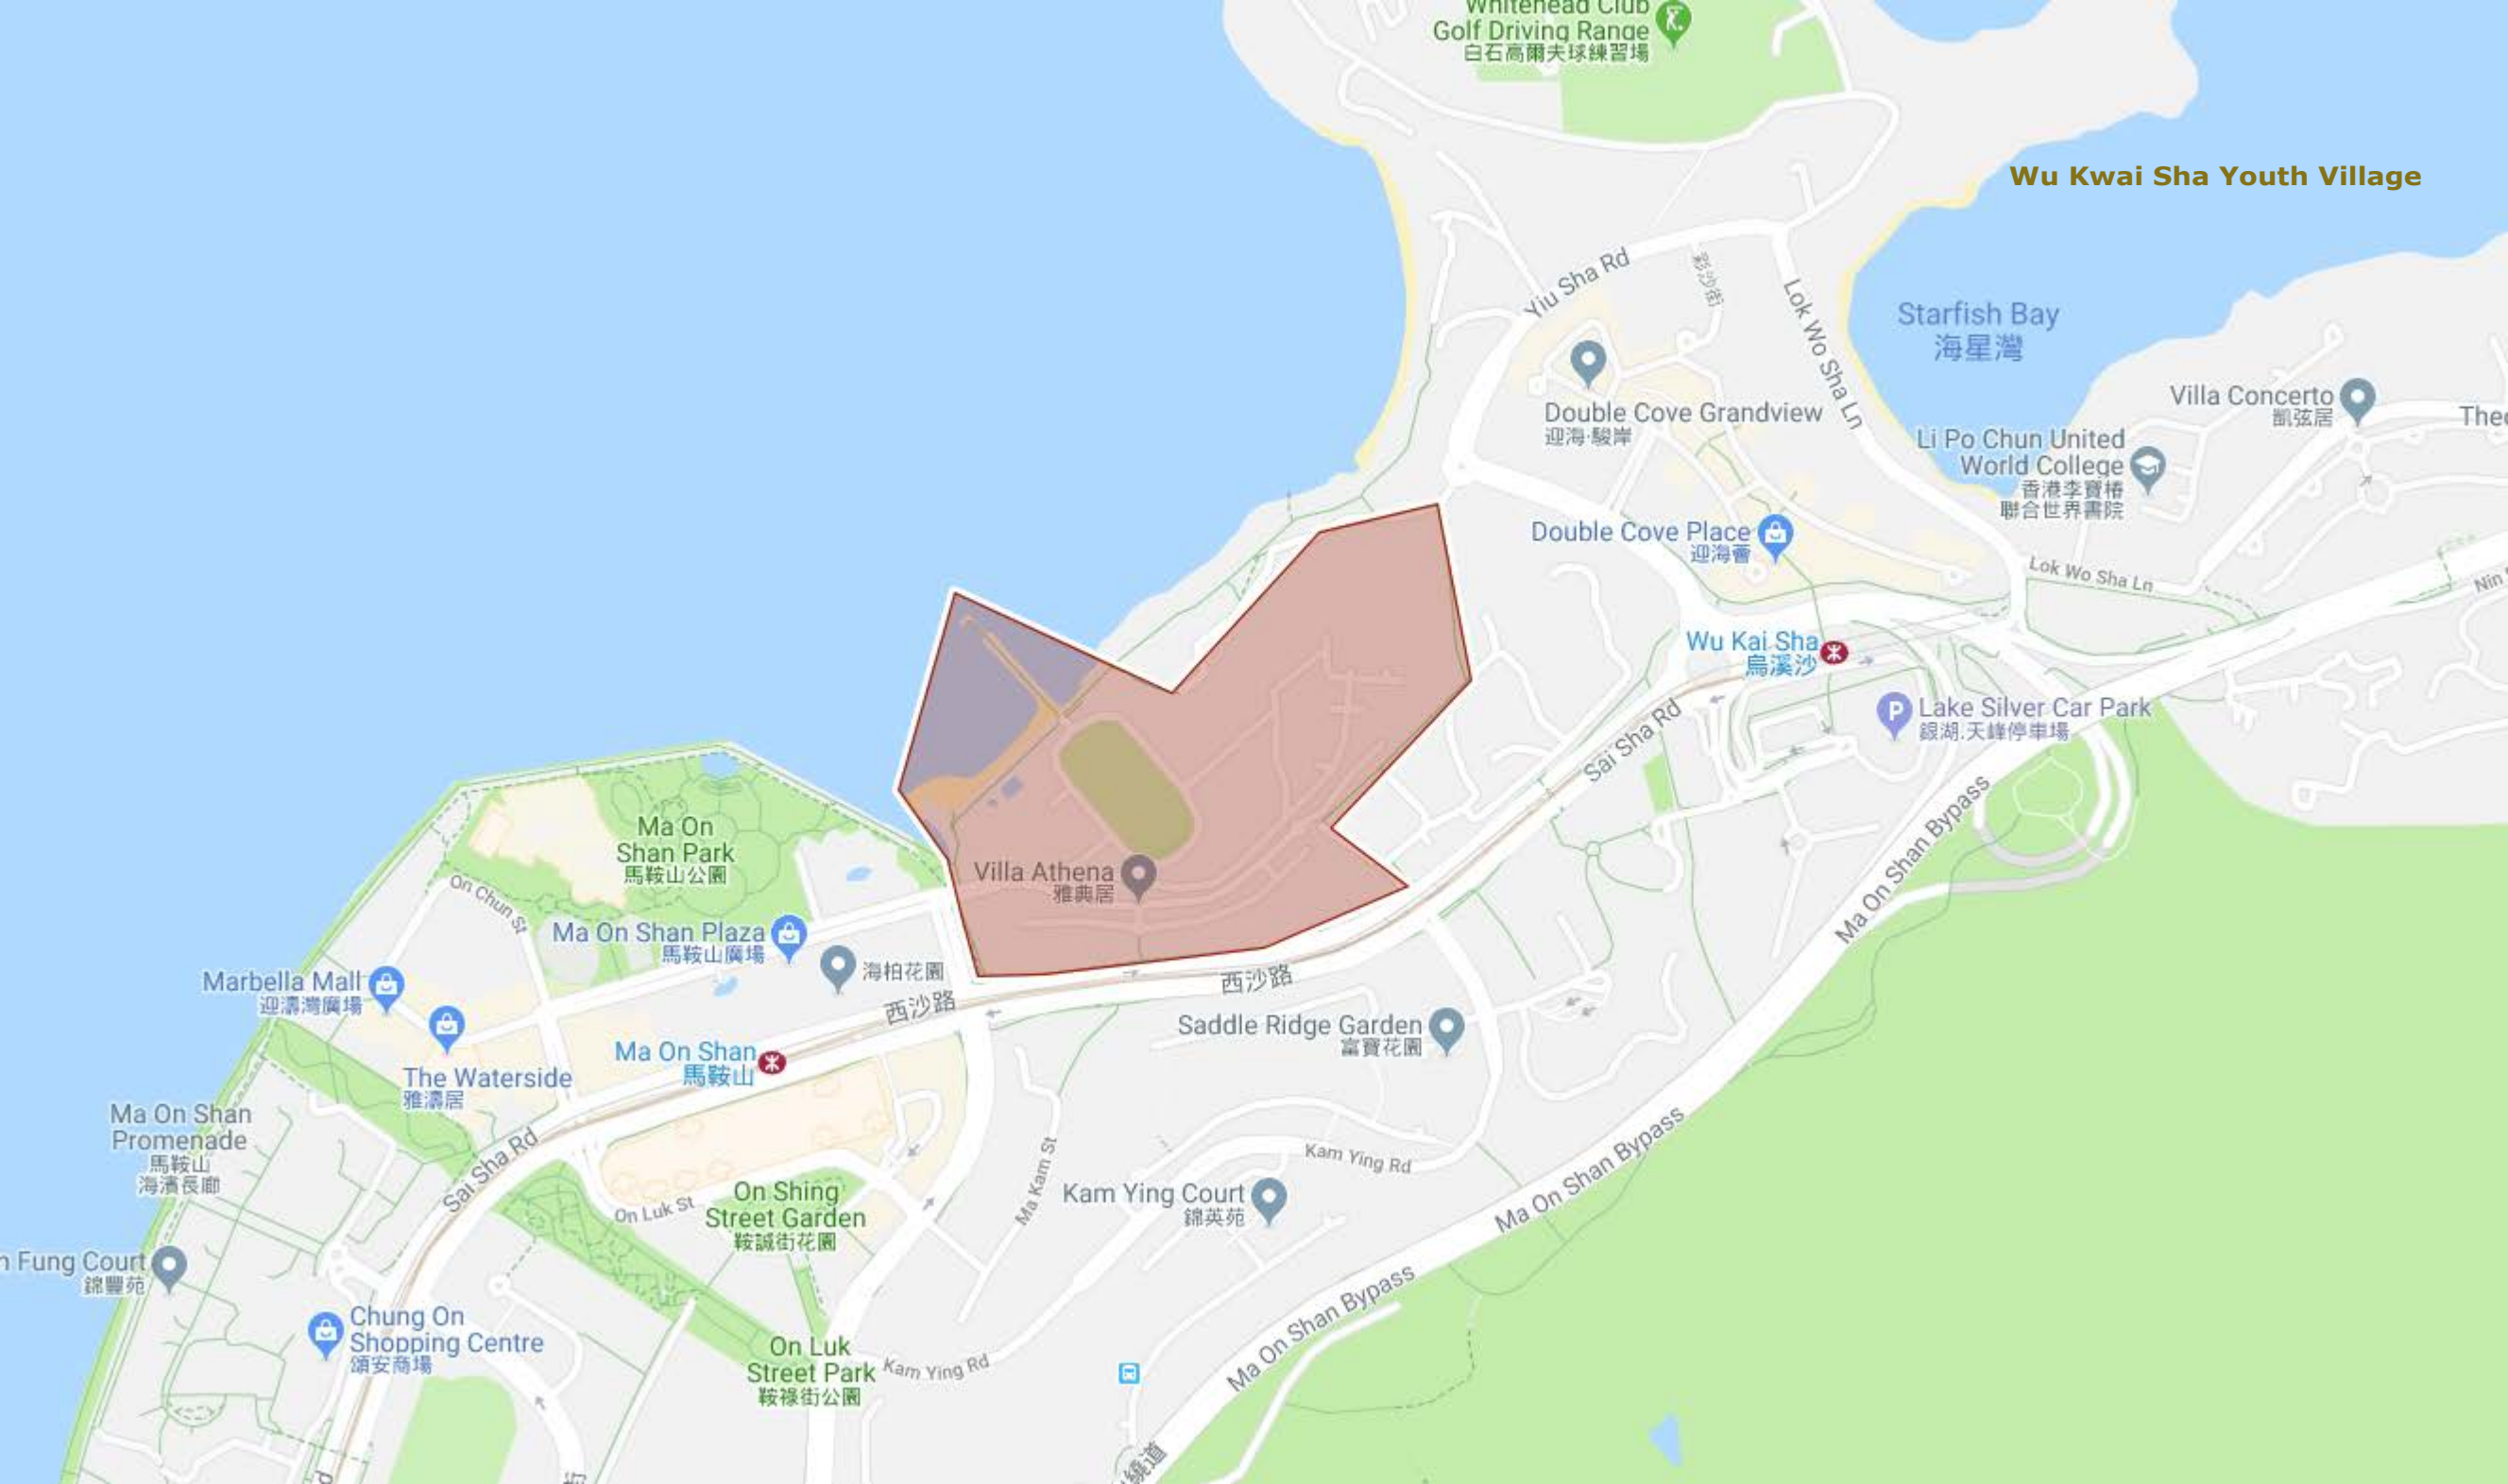 Whitehead Club
Golf Driving Range
白石高爾夫球練習場
Wu Kwai Sha Youth Village
Yiu Sha Rd
彩沙街
Lok Wo Sha Ln
Starfish Bay
海星灣
Double Cove Grandview
迎海·駿岸
Villa Concerto
凱弦居
Li Po Chun United
World College
香港李寶椿
聯合世界書院
Double Cove Place
迎海薈
Lok Wo Sha Ln
Nin
Wu Kai Sha
烏溪沙
P
Lake Silver Car Park
銀湖.天峰停車場
Sai Sha Rd
Ma On
Shan Park
馬鞍山公園
Villa Athena
雅典居
On Chun St
Ma On Shan Plaza
馬鞍山廣場
海柏花園
Ma On Shan Bypass
Marbella Mall
迎濤灣廣場
西沙路
西沙路
Saddle Ridge Garden
富寶花園
Ma On Shan
馬鞍山
The Waterside
雅濤居
Ma On Shan
Promenade
馬鞍山
海濱長廊
Sai Sha Rd
Kam Ying Rd
Ma On Shan Bypass
Ma Kam St
On Luk St
On Shing
Street Garden
鞍誠街花園
Kam Ying Court
錦英苑
Fung Court
錦豐苑
Chung On
Shopping Centre
頌安商場
Ma On Shan Bypass
On Luk
Street Park
鞍祿街公園
Kam Ying Rd
繞道